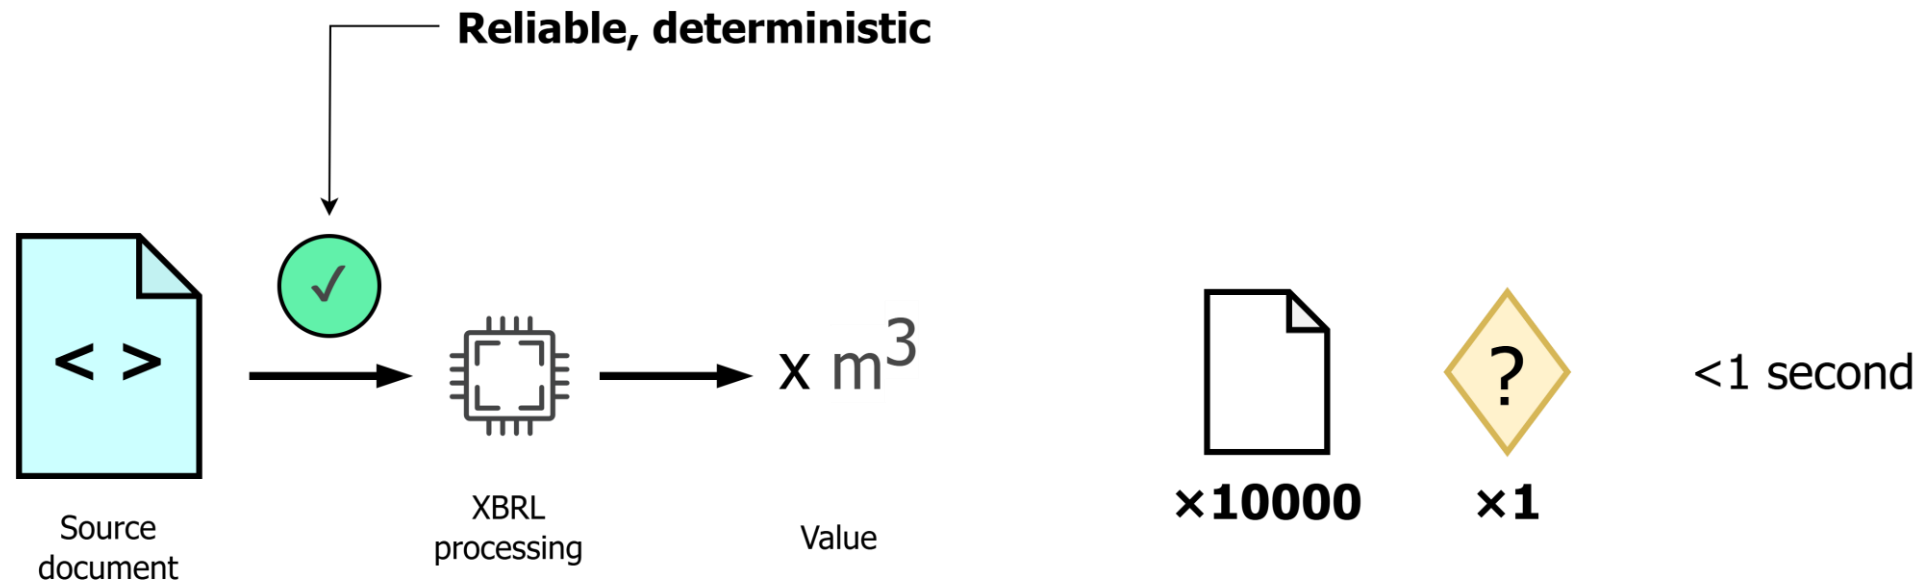 Reliable, deterministic
✓
< >
x m³
?
<1 second
×10000
×1
XBRL
processing
Value
Source
document